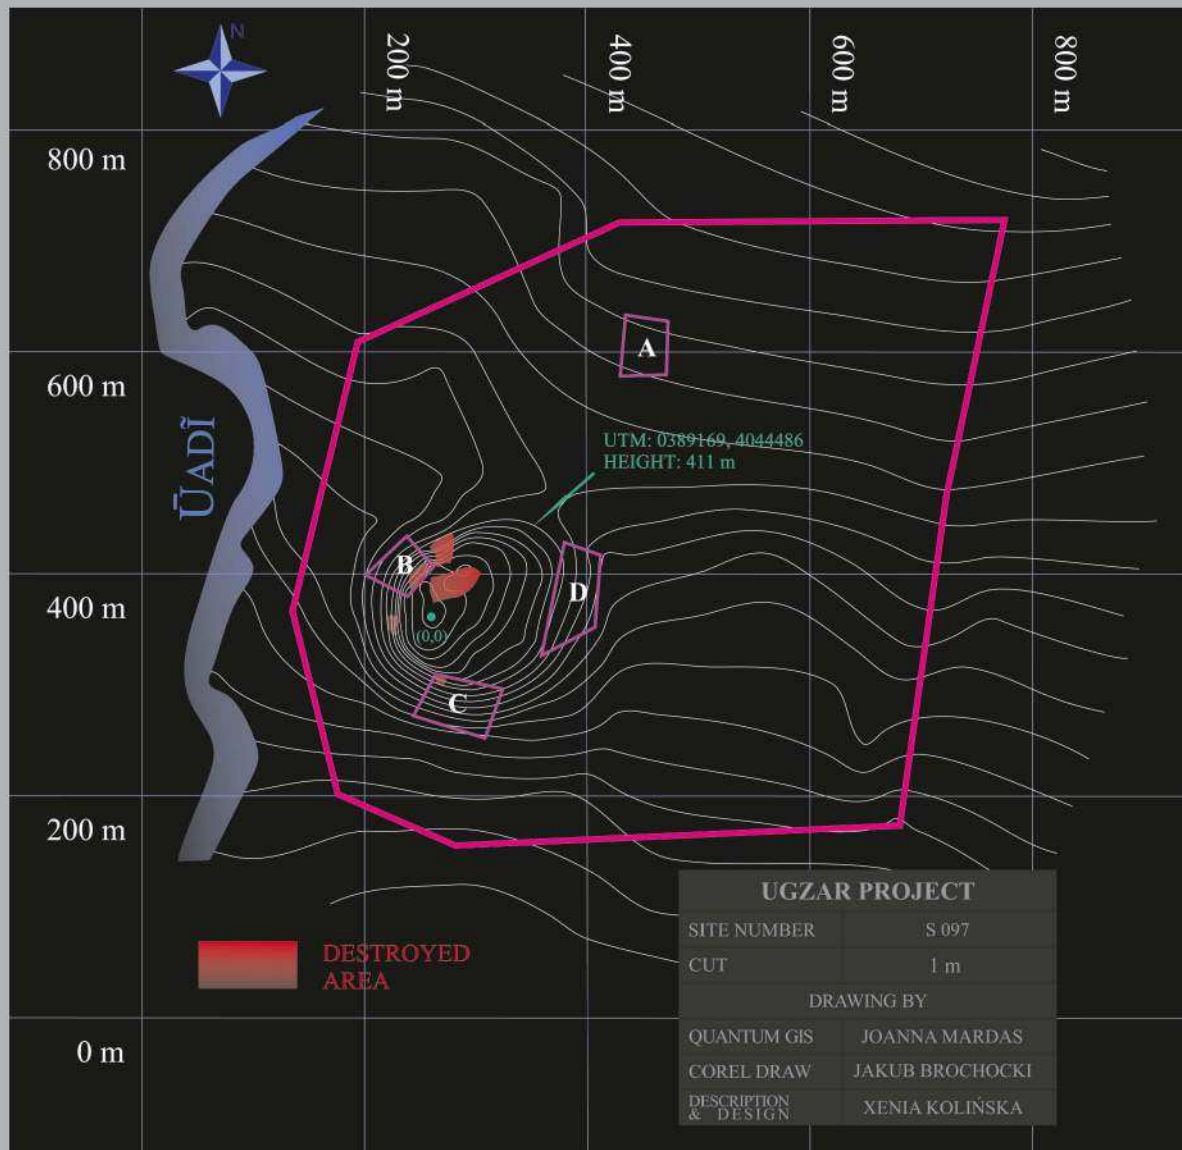 N
200 m
400 m
600 m
800 m
800 m
600 m
400 m
200 m
0 m
ŪADĨ
A
UTM: 0389169, 4044486
HEIGHT: 411 m
B
D
(0,0)
C
DESTROYED
AREA
UGZAR PROJECT
SITE NUMBER S 097
CUT 1 m
DRAWING BY
QUANTUM GIS JOANNA MARDAS
COREL DRAW JAKUB BROCHOCKI
DESCRIPTION
& DESIGN XENIA KOLIŃSKA